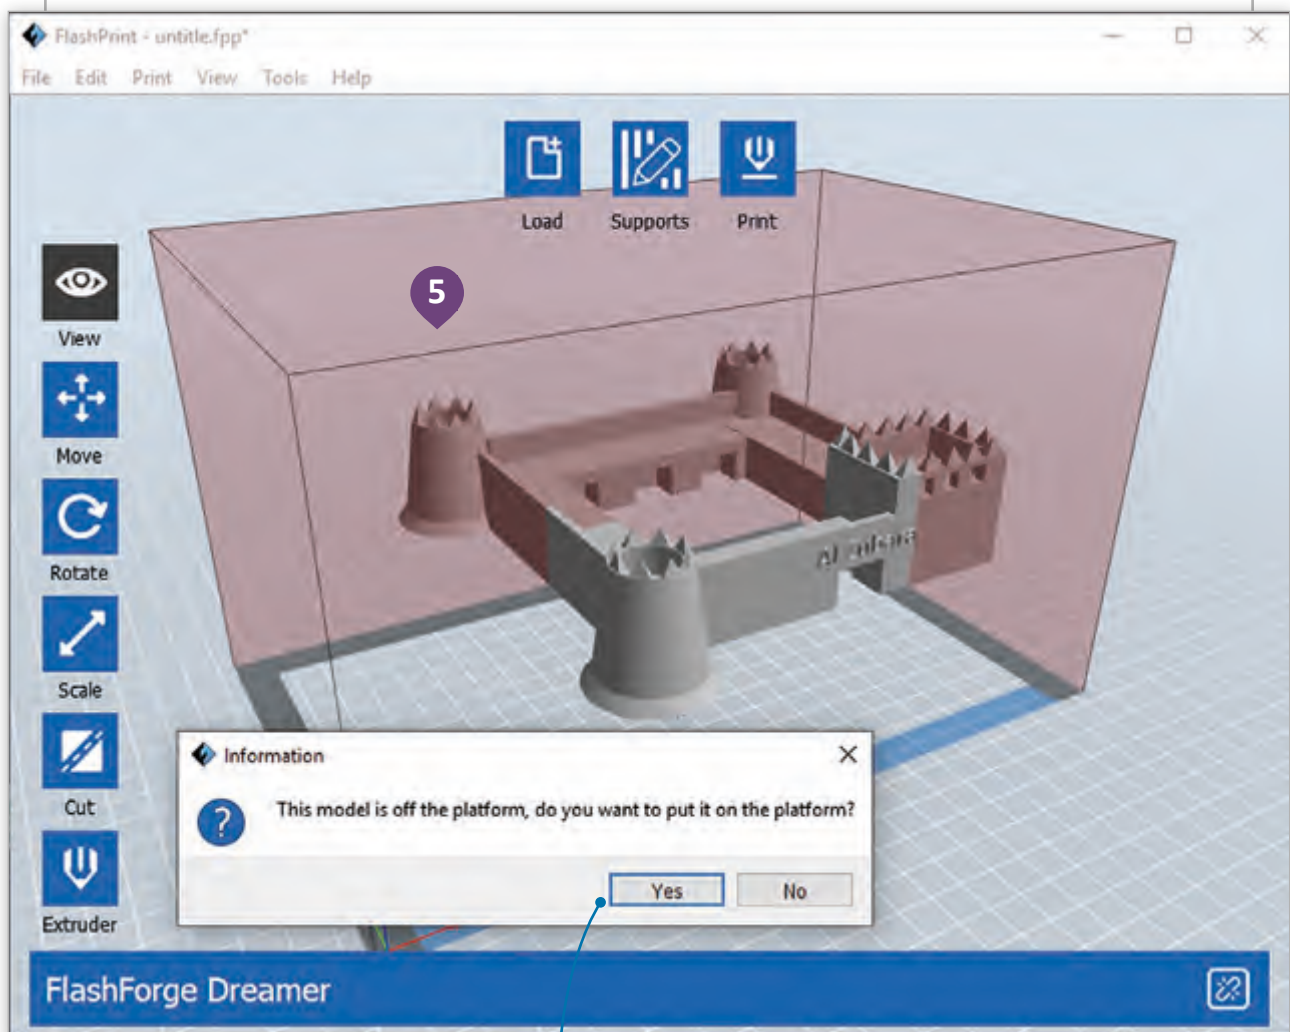 FlashPrint - untitle.fpp*
File Edit Print View Tools Help
Load Supports Print
5
View
Move
Rotate
Scale
Cut
Extruder
Al zubara
Information
This model is off the platform, do you want to put it on the platform?
Yes No
FlashForge Dreamer